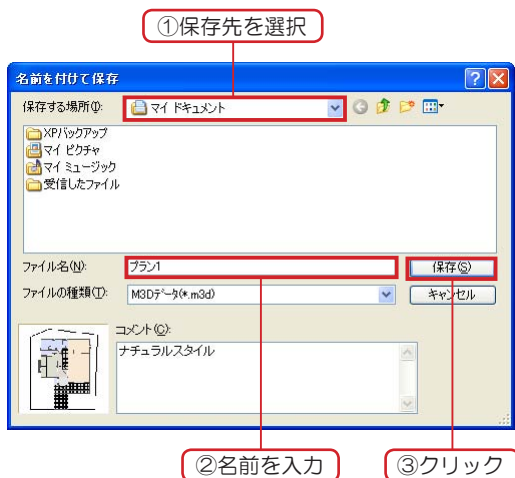 ①保存先を選択
名前を付けて保存
保存する場所(I):
マイ ドキュメント
XPバックアップ
マイ ピクチャ
マイ ミュージック
受信したファイル
ファイル名(N):
プラン1
保存(S)
ファイルの種類(T):
M3Dデータ(*.m3d)
キャンセル
コメント(C):
ナチュラルスタイル
②名前を入力
③クリック